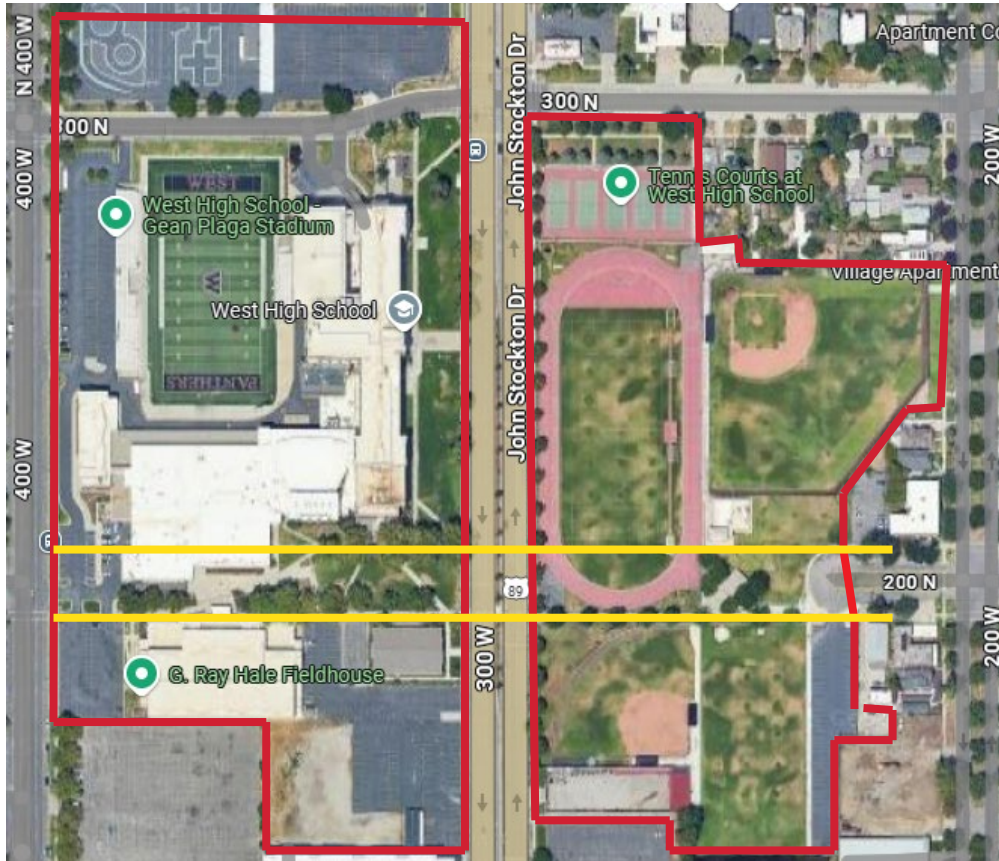 N 400 W
Apartment Co
300 N
John Stockton Dr
300 N
400 W
200 W
WEST
Tennis Courts at
West High School
West High School -
Gean Plaga Stadium
W
Village Apartment
West High School
John Stockton Dr
PANTHERS
400 W
89
200 N
300 W
200 W
G. Ray Hale Fieldhouse